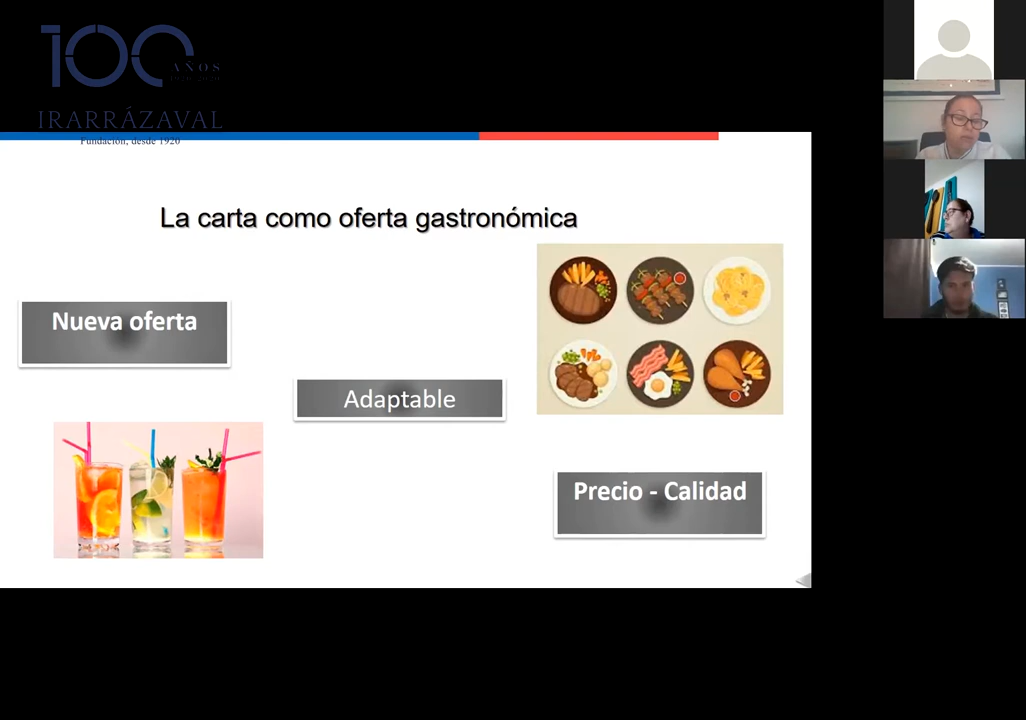 100
AÑOS
IRARRÁZAVAL
Fundación, desde 1920
La carta como oferta gastronómica
Nueva oferta
Adaptable
Precio - Calidad